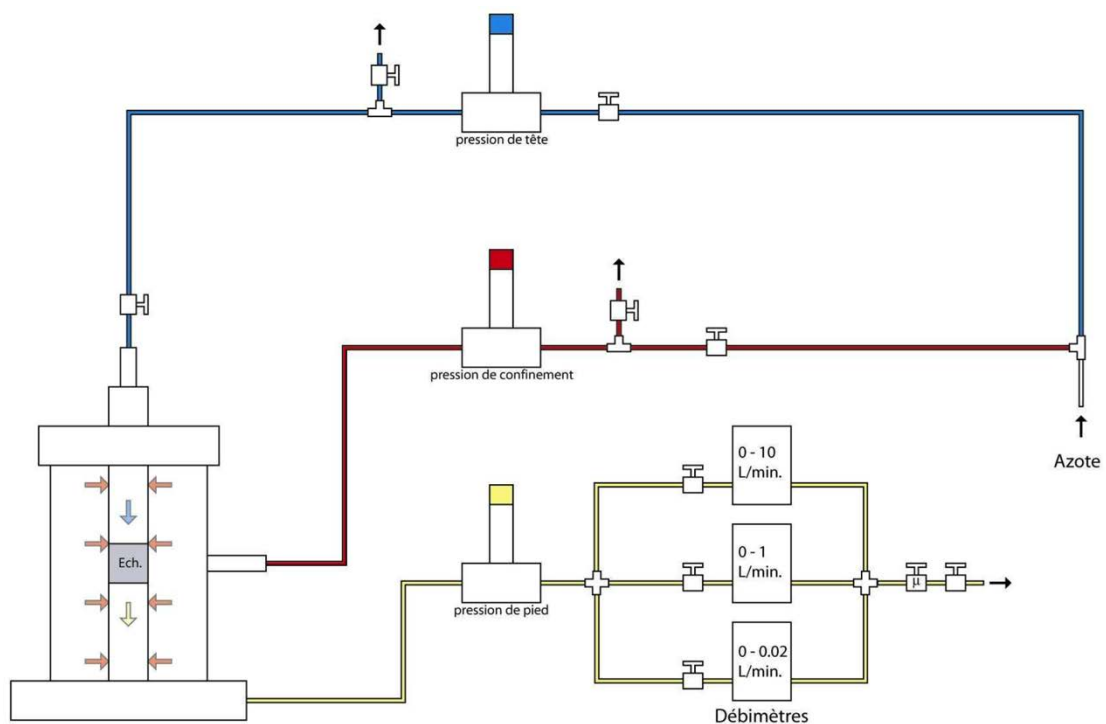 pression de tête
pression de confinement
Azote
Ech.
pression de pied
0 - 10
L/min.
0 - 1
L/min.
µ
0 - 0.02
L/min.
Débimètres